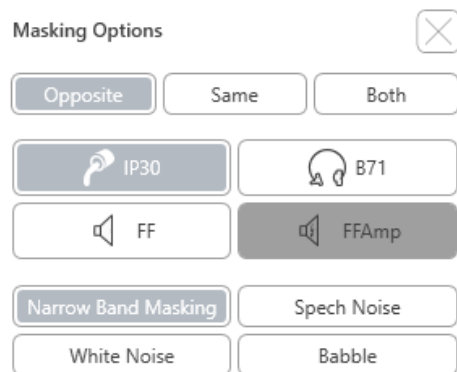 Masking Options
Opposite Same Both
IP30 B71
FF FFAmp
Narrow Band Masking Spech Noise
White Noise Babble